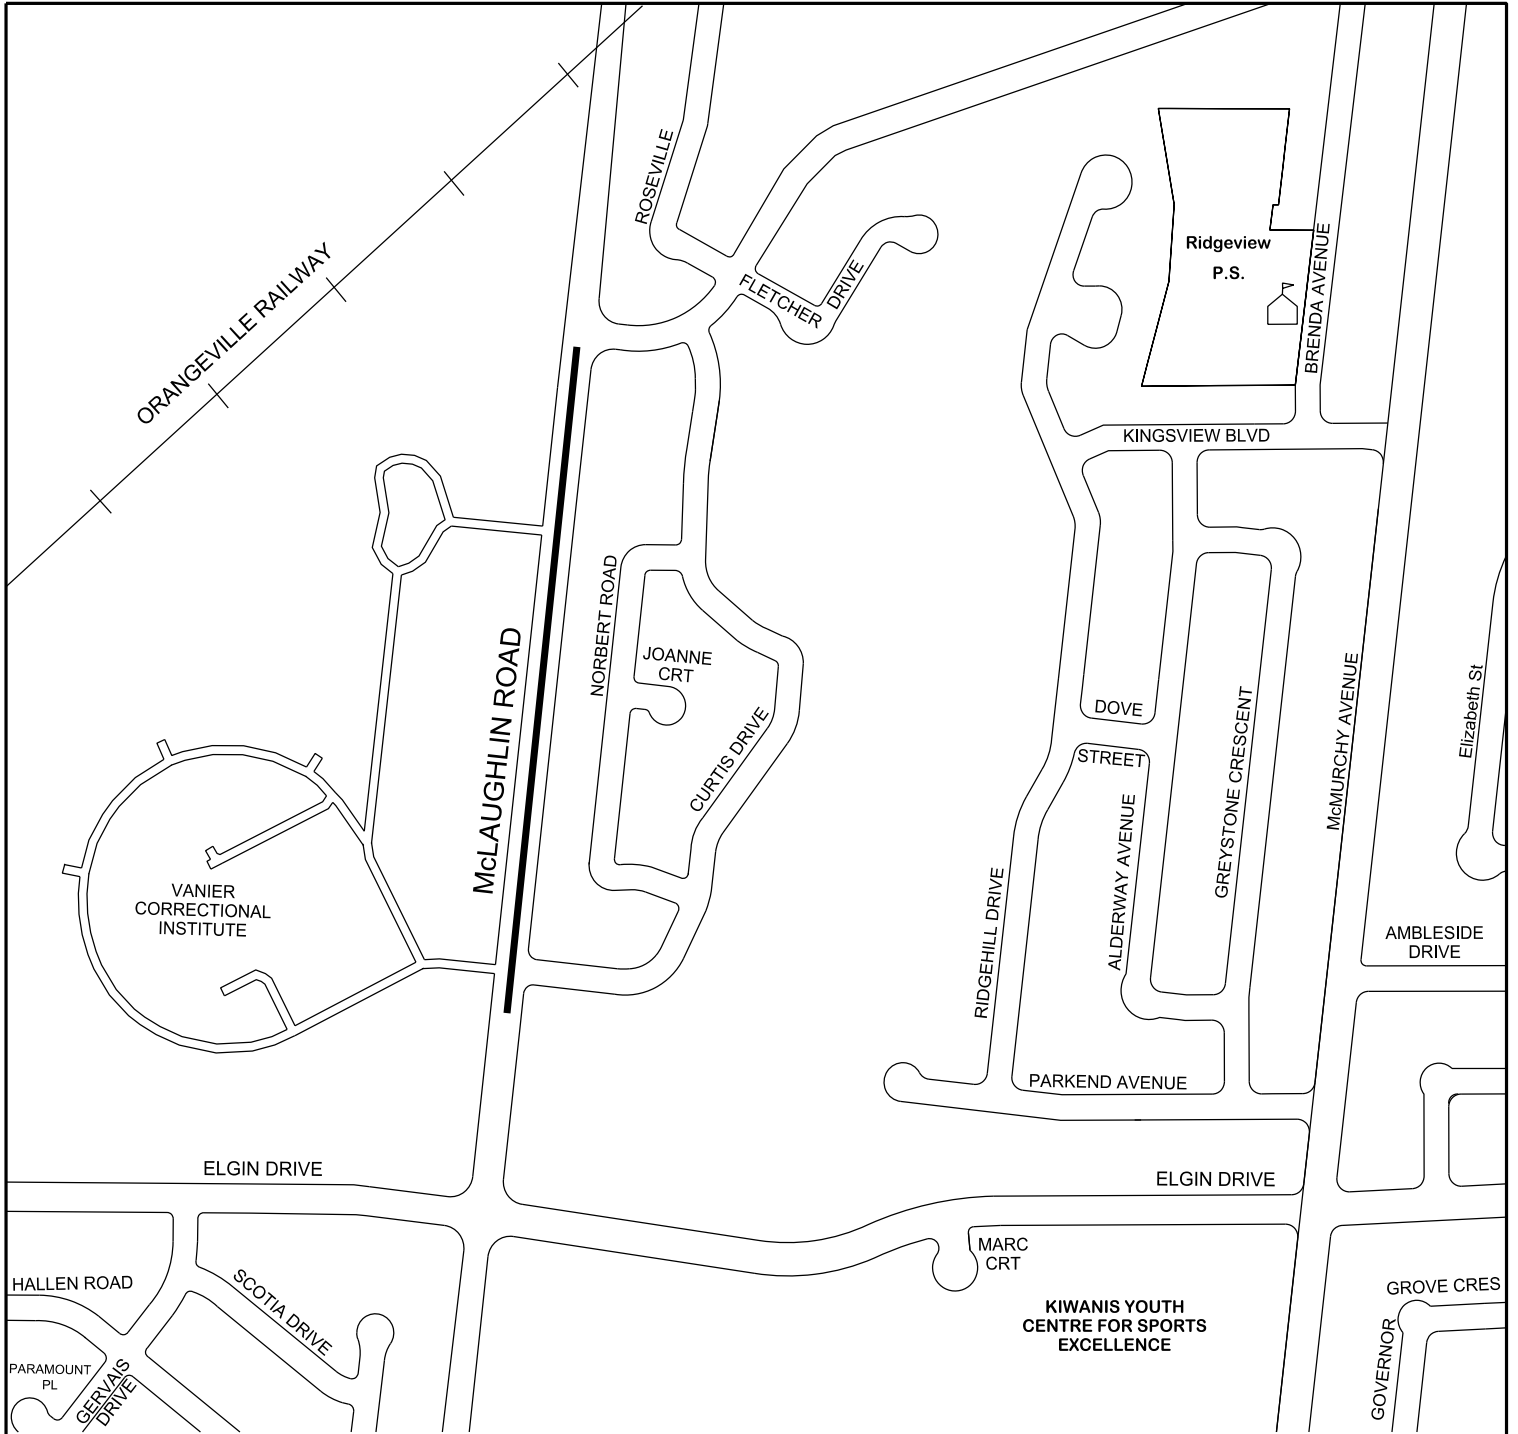 ROSEVILLE
ORANGEVILLE RAILWAY
FLETCHER
DRIVE
Ridgeview
P.S.
BRENDA AVENUE
KINGSVIEW BLVD
NORBERT ROAD
JOANNE
CRT
McLAUGHLIN ROAD
CURTIS DRIVE
DOVE
STREET
GREYSTONE CRESCENT
McMURCHY AVENUE
Elizabeth St
ALDERWAY AVENUE
RIDGEHILL DRIVE
VANIER
CORRECTIONAL
INSTITUTE
AMBLESIDE
DRIVE
PARKEND AVENUE
ELGIN DRIVE
ELGIN DRIVE
MARC
CRT
HALLEN ROAD
SCOTIA DRIVE
GROVE CRES
KIWANIS YOUTH
CENTRE FOR SPORTS
EXCELLENCE
GOVERNOR
PARAMOUNT
PL
GERVAIS
DRIVE